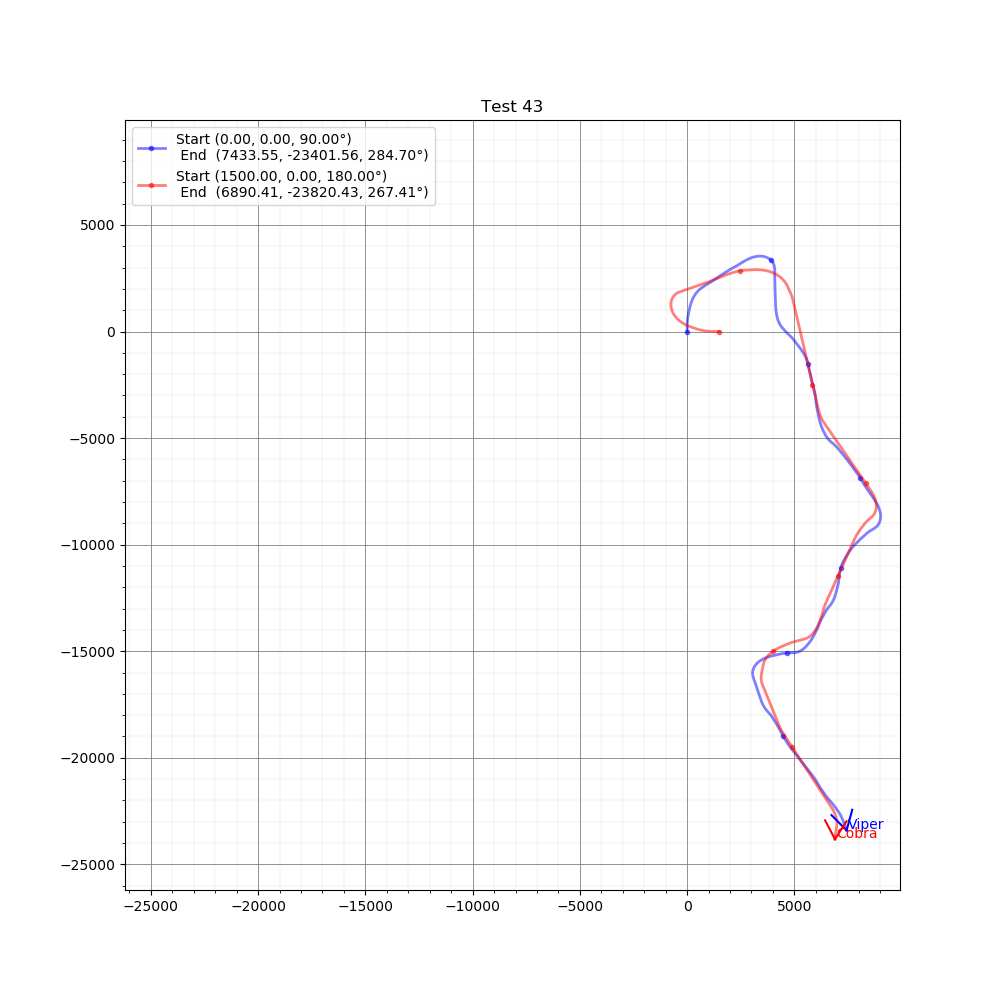 Test 43
Start (0.00, 0.00, 90.00°)
End (7433.55, -23401.56, 284.70°)
Start (1500.00, 0.00, 180.00°)
End (6890.41, -23820.43, 267.41°)
5000
0
−5000
−10000
−15000
−20000
−25000
Viper
Cobra
−25000 −20000 −15000 −10000 −5000 0 5000